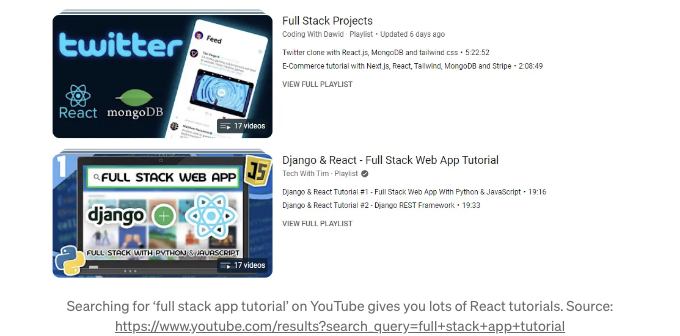 twitter
React
mongoDB
Feed
17 videos
Full Stack Projects
Coding With Dawid • Playlist • Updated 6 days ago
Twitter clone with React.js, MongoDB and tailwind css • 5:22:52
E-Commerce tutorial with Next.js, React, Tailwind, MongoDB and Stripe • 2:08:49
VIEW FULL PLAYLIST
1
FULL STACK WEB APP
JS
django
FULL STACK WITH PYTHON & JAVASCRIPT
17 videos
Django & React - Full Stack Web App Tutorial
Tech With Tim • Playlist
Django & React Tutorial #1 - Full Stack Web App With Python & JavaScript • 19:16
Django & React Tutorial #2 - Django REST Framework • 19:33
VIEW FULL PLAYLIST
Searching for ‘full stack app tutorial’ on YouTube gives you lots of React tutorials. Source:
https://www.youtube.com/results?search_query=full+stack+app+tutorial